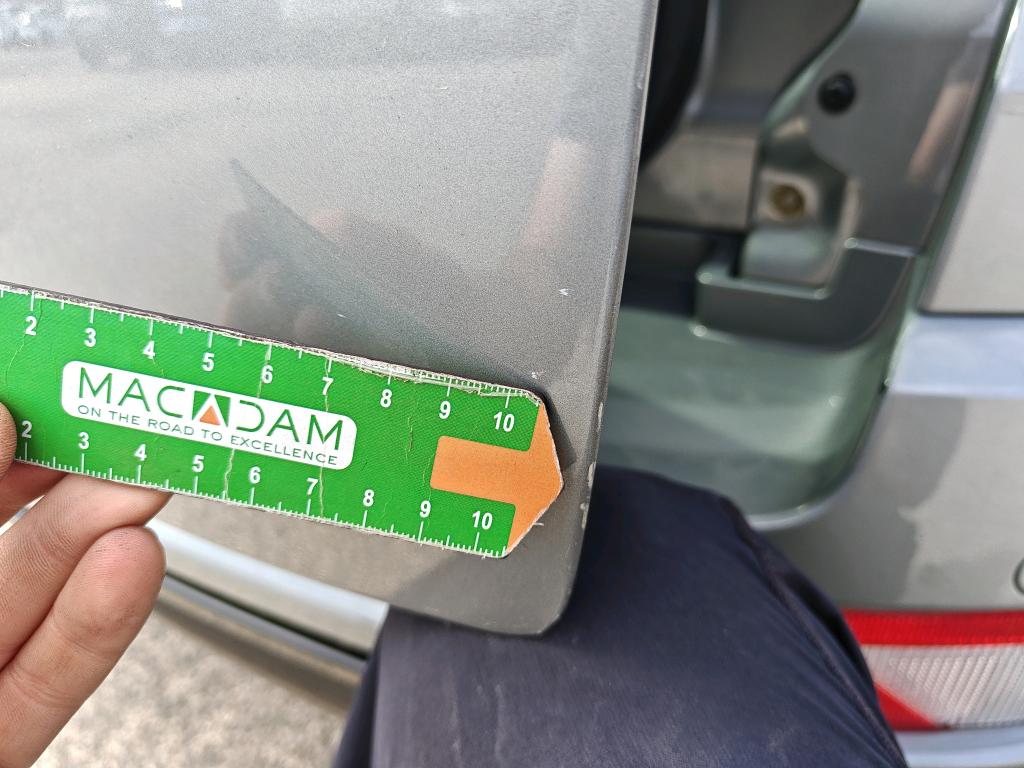 2 3 4 5 6 7 8 9 10
MACADAM
ON THE ROAD TO EXCELLENCE
2 3 4 5 6 7 8 9 10